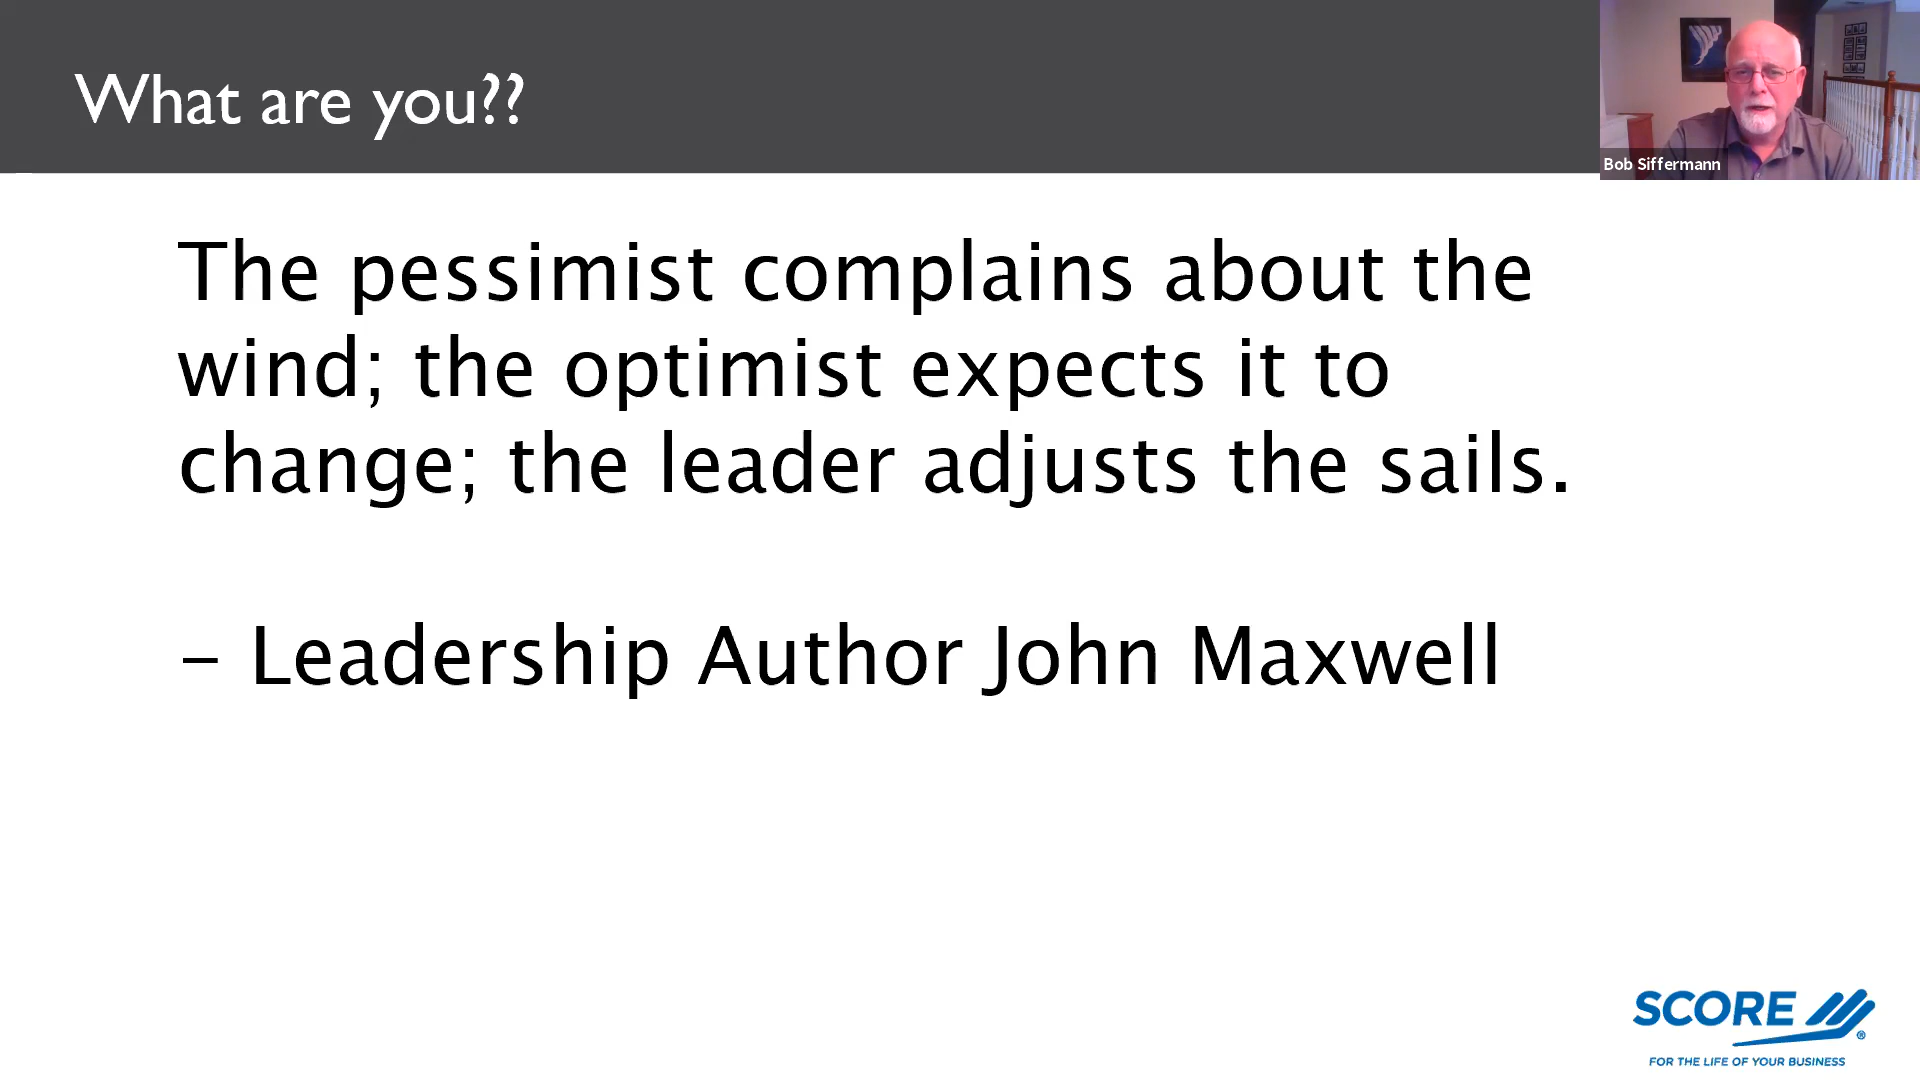 What are you??
Bob Siffermann
The pessimist complains about the
wind; the optimist expects it to
change; the leader adjusts the sails.
– Leadership Author John Maxwell
SCORE
®
FOR THE LIFE OF YOUR BUSINESS